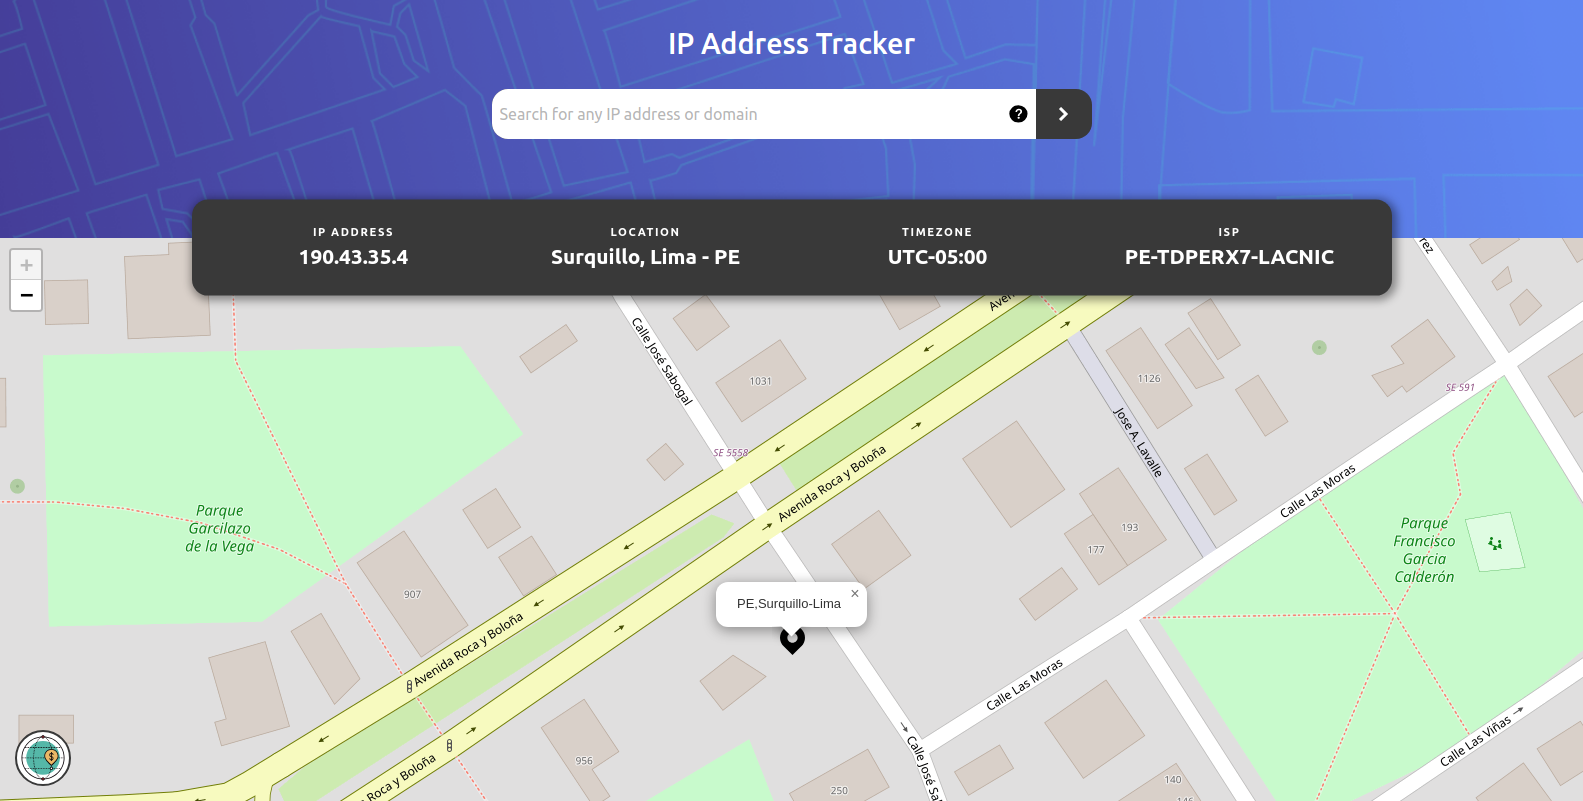 IP Address Tracker
Search for any IP address or domain
?
IP ADDRESS
190.43.35.4
LOCATION
Surquillo, Lima - PE
TIMEZONE
UTC-05:00
ISP
PE-TDPERX7-LACNIC
+
−
rez
Aven
Calle José Sabogal
1031
1126
SE 591
Jose A. Lavalle
SE 5558
Avenida Roca y Boloña
Calle Las Moras
Parque
Garcilazo
de la Vega
193
177
Parque
Francisco
Garcia
Calderón
907
PE,Surquillo-Lima
×
Avenida Roca y Boloña
Calle Las Moras
Calle Las Viñas
Calle José Sa
956
Roca y Boloña
250
140
146
$